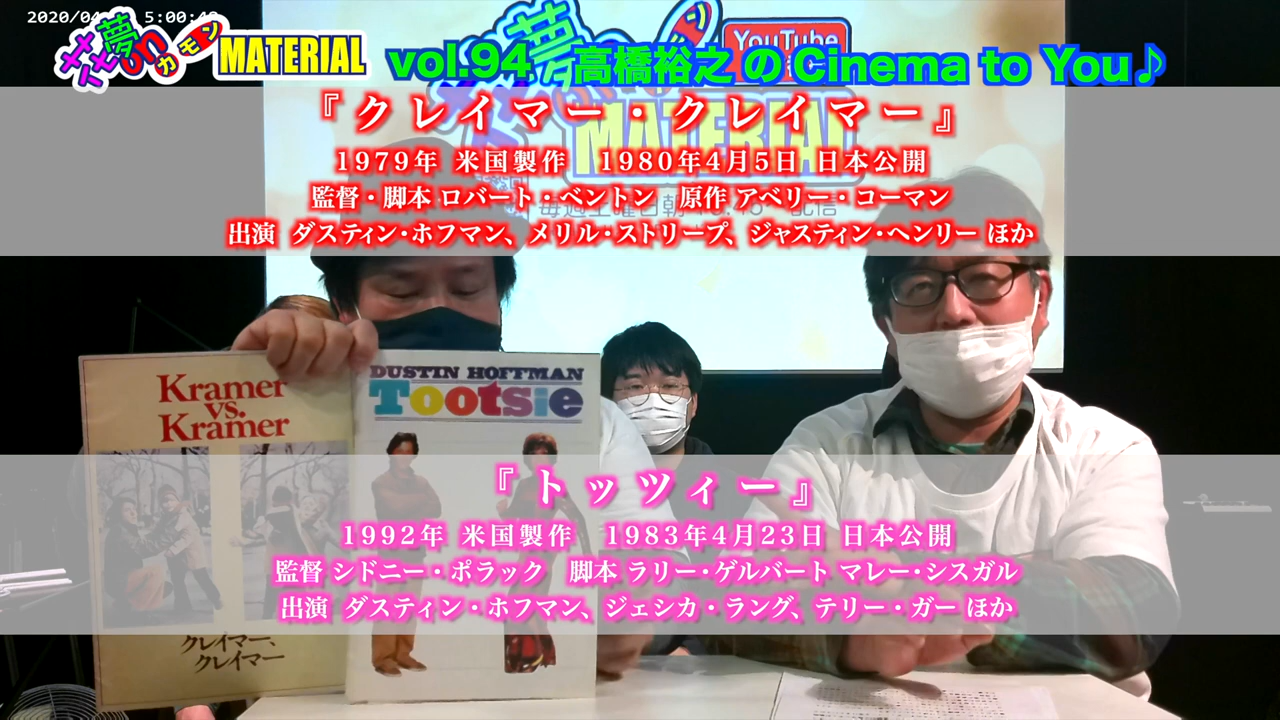 2020/04
5:00:4
夢
カモン
MATERIAL
vol.94 高橋裕之のCinema to You♪
YouTube
『クレイマー・クレイマー』
MATERIAL
1979年 米国製作 1980年4月5日 日本公開
監督・脚本 ロバート・ベントン 原作 アベリー・コーマン
出演 ダスティン・ホフマン、メリル・ストリープ、ジャスティン・ヘンリー ほか
Kramer
vs.
Kramer
クレイマー、
クレイマー
DUSTIN HOFFMAN
Tootsie
『トッツィー』
1992年 米国製作 1983年4月23日 日本公開
監督 シドニー・ポラック 脚本 ラリー・ゲルバート マレー・シスガル
出演 ダスティン・ホフマン、ジェシカ・ラング、テリー・ガー ほか